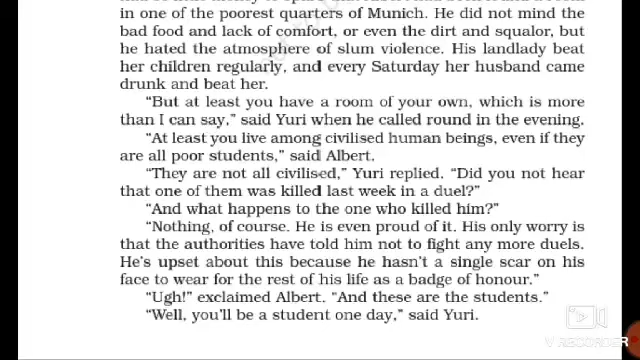 in one of the poorest quarters of Munich. He did not mind the
bad food and lack of comfort, or even the dirt and squalor, but
he hated the atmosphere of slum violence. His landlady beat
her children regularly, and every Saturday her husband came
drunk and beat her.
“But at least you have a room of your own, which is more
than I can say,” said Yuri when he called round in the evening.
“At least you live among civilised human beings, even if they
are all poor students,” said Albert.
“They are not all civilised,” Yuri replied. “Did you not hear
that one of them was killed last week in a duel?”
“And what happens to the one who killed him?”
“Nothing, of course. He is even proud of it. His only worry is
that the authorities have told him not to fight any more duels.
He’s upset about this because he hasn’t a single scar on his
face to wear for the rest of his life as a badge of honour.”
“Ugh!” exclaimed Albert. “And these are the students.”
“Well, you’ll be a student one day,” said Yuri.
V RECORDER